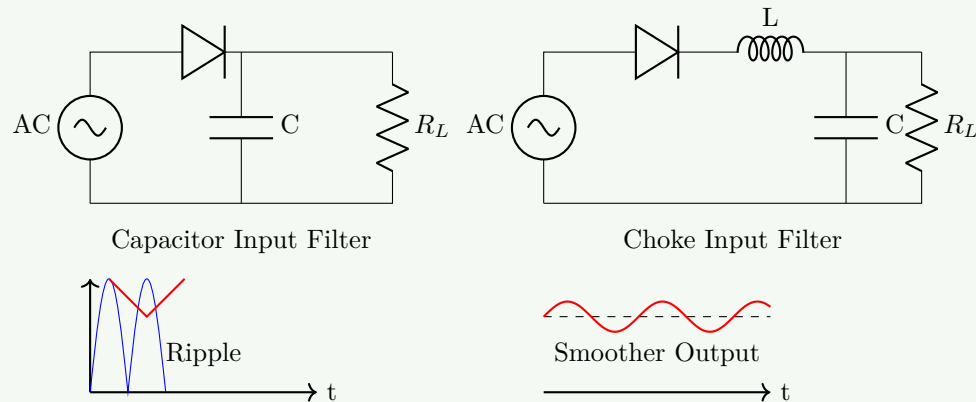 AC
C
R_L
Capacitor Input Filter
L
AC
C
R_L
Choke Input Filter
Ripple
t
Smoother Output
t